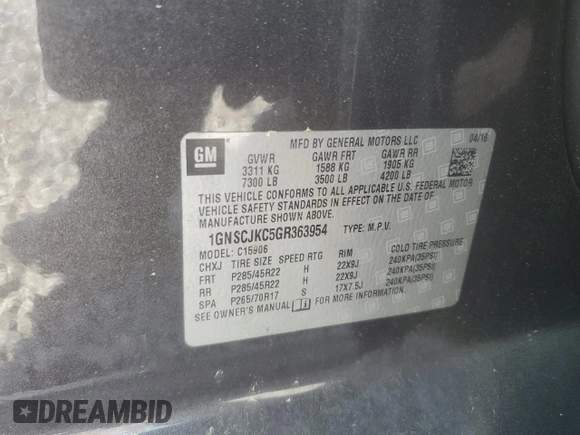 GM
MFD BY GENERAL MOTORS LLC 04/16
GVWR GAWR FRT GAWR RR
3311 KG 1588 KG 1905 KG
7300 LB 3500 LB 4200 LB
THIS VEHICLE CONFORMS TO ALL APPLICABLE U.S. FEDERAL MOTOR
VEHICLE SAFETY STANDARDS IN EFFECT ON THE DATE OF
MANUFACTURE SHOWN ABOVE.
1GNSCJKC5GR363954 TYPE: M.P.V.
MODEL: C15906
CHXJ TIRE SIZE SPEED RTG RIM COLD TIRE PRESSURE
FRT P285/45R22 H 22X9J 240KPA(35PSI)
RR P285/45R22 H 22X9J 240KPA(35PSI)
SPA P265/70R17 S 17X7.5J 240KPA(35PSI)
SEE OWNER'S MANUAL FOR MORE INFORMATION.
DREAMBID